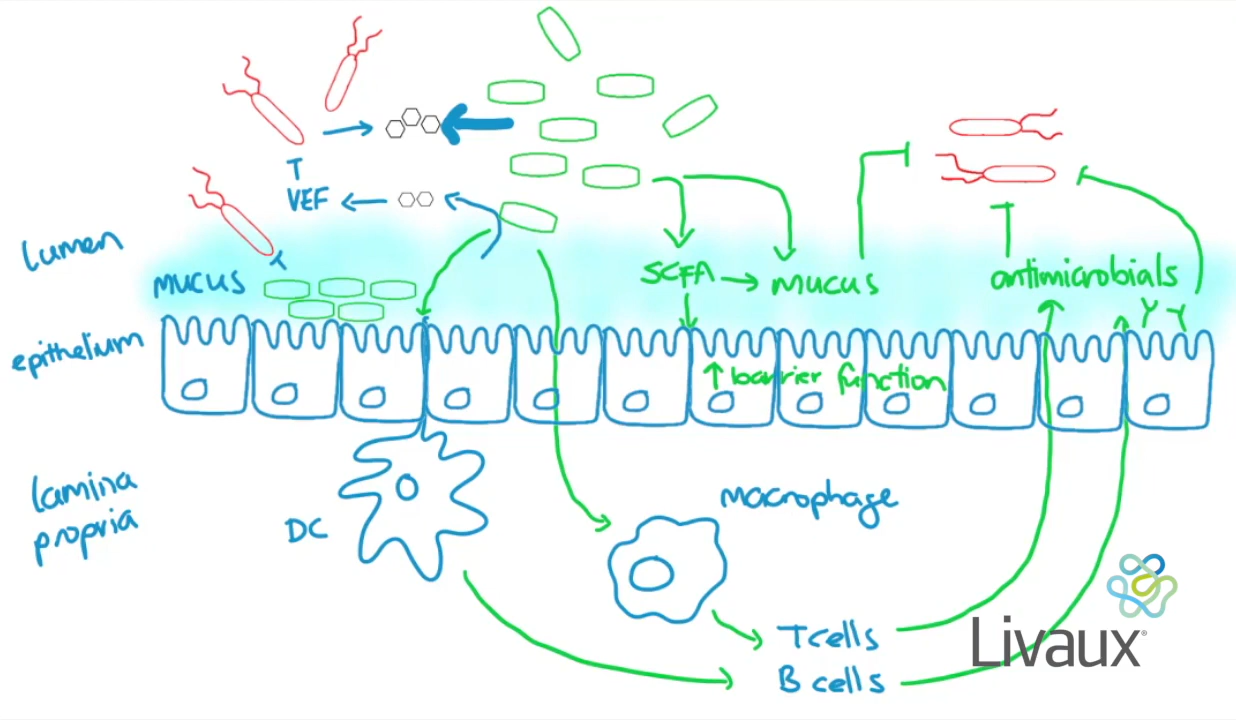 T
VEF
lumen
mucus
SCFA
mucus
antimicrobials
Y Y
epithelium
↑ barrier function
lamina
propria
DC
macrophage
T cells
B cells
Livaux®